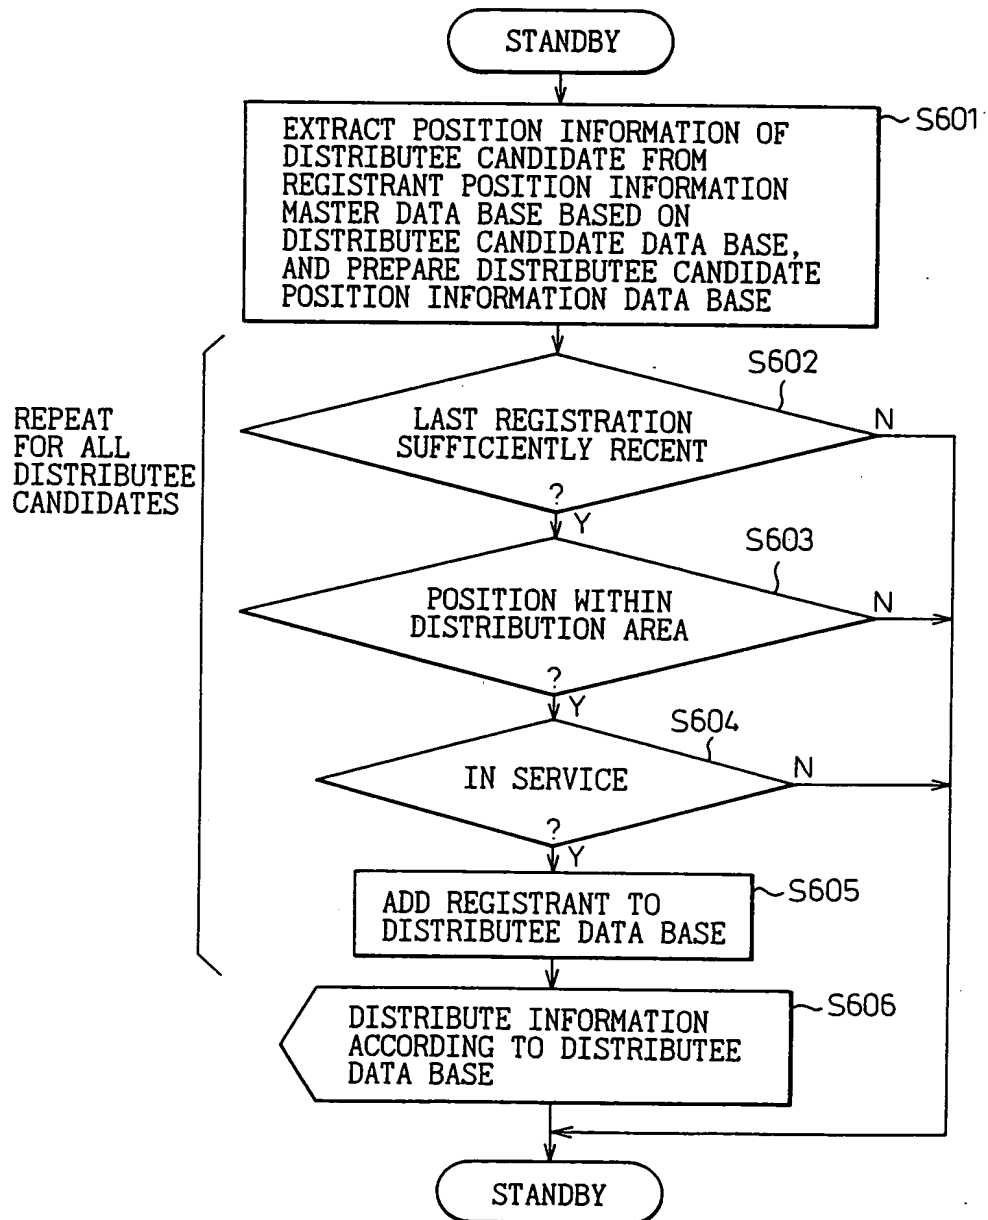 STANDBY
S601
EXTRACT POSITION INFORMATION OF
DISTRIBUTEE CANDIDATE FROM
REGISTRANT POSITION INFORMATION
MASTER DATA BASE BASED ON
DISTRIBUTEE CANDIDATE DATA BASE,
AND PREPARE DISTRIBUTEE CANDIDATE
POSITION INFORMATION DATA BASE
REPEAT
FOR ALL
DISTRIBUTEE
CANDIDATES
S602
LAST REGISTRATION
SUFFICIENTLY RECENT
?
N
Y
S603
POSITION WITHIN
DISTRIBUTION AREA
?
N
Y
S604
IN SERVICE
?
N
Y
S605
ADD REGISTRANT TO
DISTRIBUTEE DATA BASE
S606
DISTRIBUTE INFORMATION
ACCORDING TO DISTRIBUTEE
DATA BASE
STANDBY